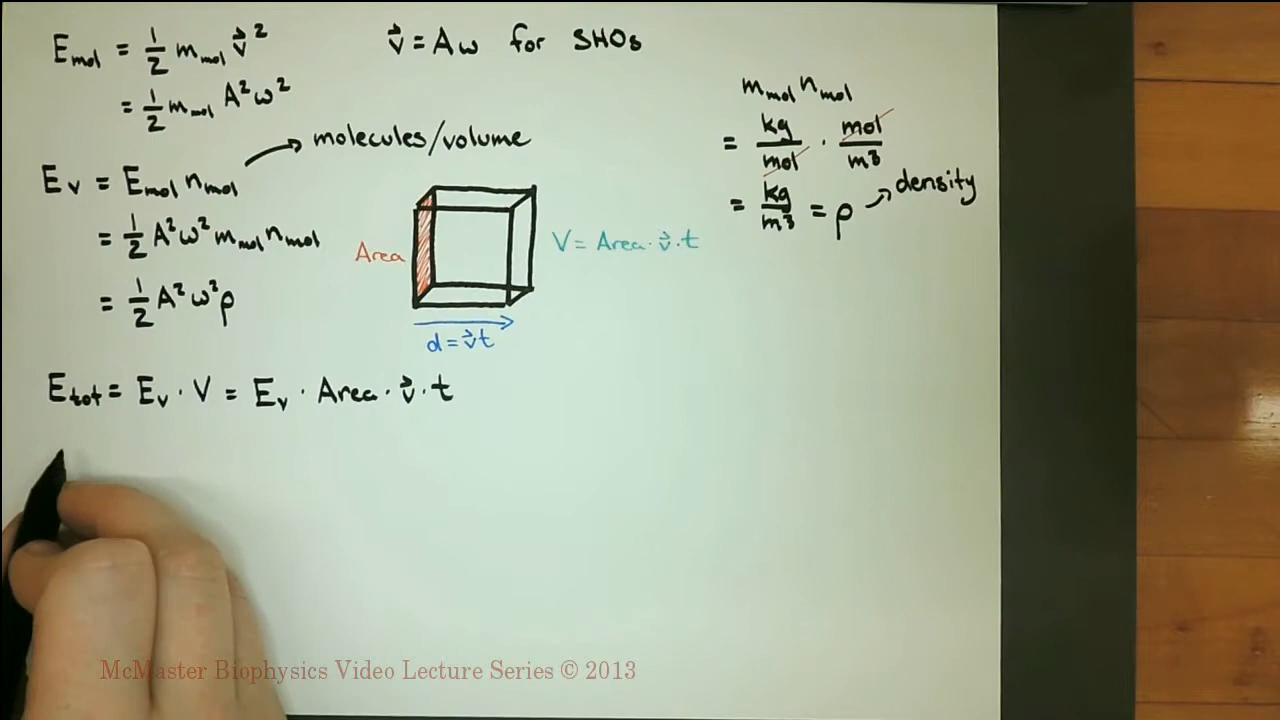 E_mol = 1/2 m_mol v⃗²
v⃗ = Aω for SHOs
= 1/2 m_mol A²ω²
m_mol n_mol
= kg/mol · mol/m³
= kg/m³ = ρ → density
→ molecules/volume
E_v = E_mol n_mol
= 1/2 A²ω² m_mol n_mol
= 1/2 A²ω²ρ
Area
V = Area · v⃗ · t
d = v⃗t
E_tot = E_v · V = E_v · Area · v⃗ · t
McMaster Biophysics Video Lecture Series © 2013